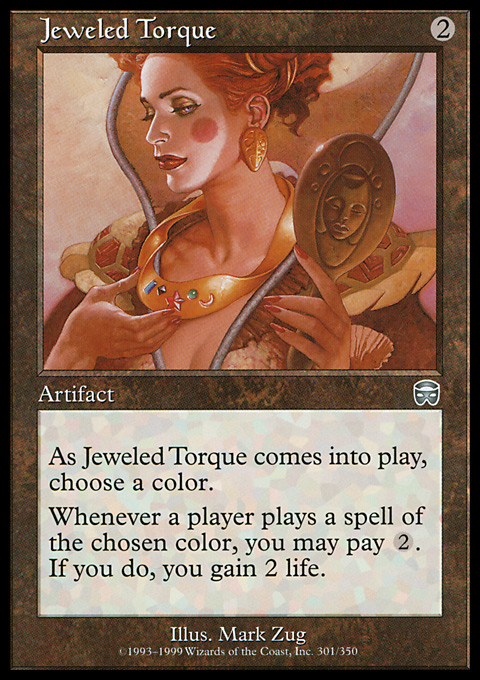 Jeweled Torque 2
Artifact
As Jeweled Torque comes into play,
choose a color.
Whenever a player plays a spell of
the chosen color, you may pay 2.
If you do, you gain 2 life.
Illus. Mark Zug
©1993–1999 Wizards of the Coast, Inc. 301/350